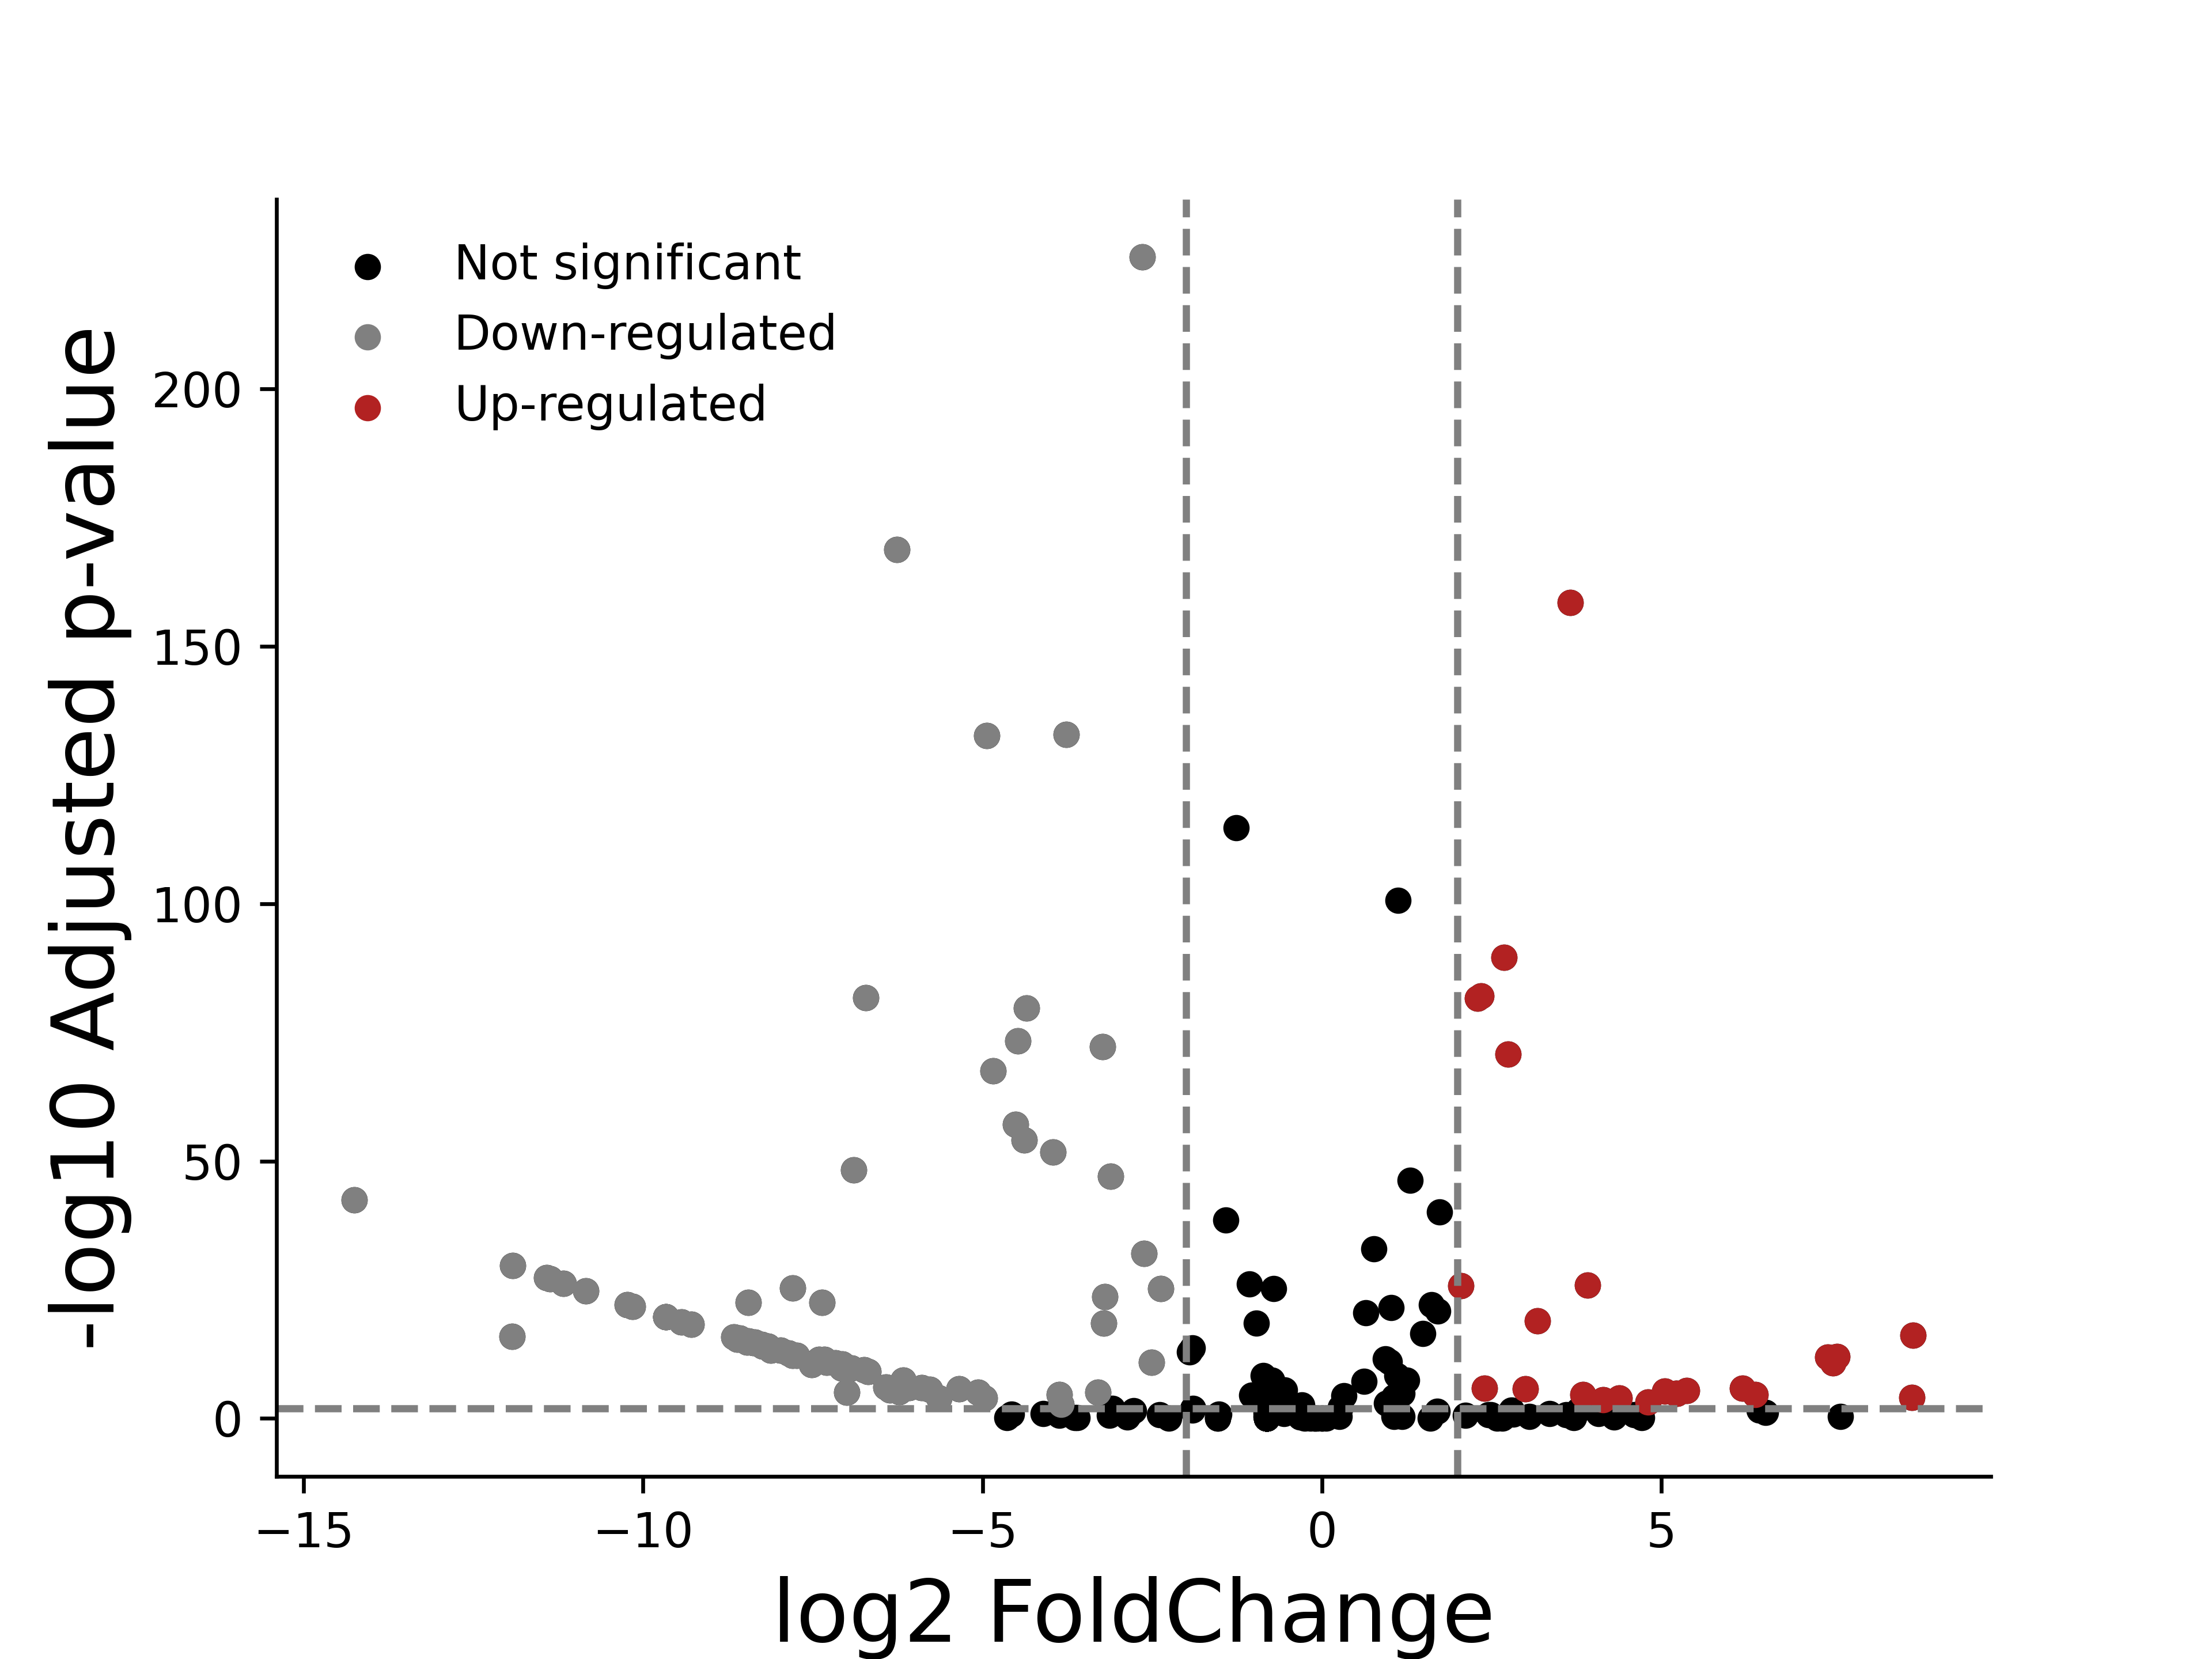 Not significant
Down-regulated
Up-regulated
-log10 Adjusted p-value
200
150
100
50
0
−15 −10 −5 0 5
log2 FoldChange